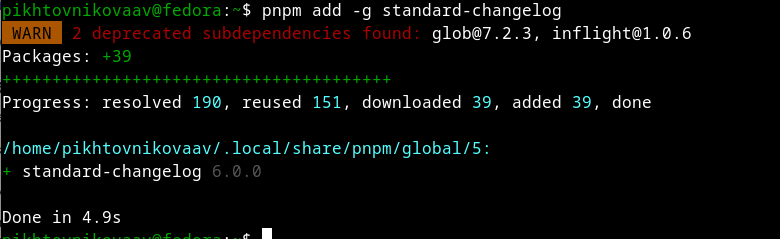 pikhtovnikovaav@fedora:~$ pnpm add -g standard-changelog
 WARN  2 deprecated subdependencies found: glob@7.2.3, inflight@1.0.6
Packages: +39
+++++++++++++++++++++++++++++++++++++++
Progress: resolved 190, reused 151, downloaded 39, added 39, done
/home/pikhtovnikovaav/.local/share/pnpm/global/5:
+ standard-changelog 6.0.0
Done in 4.9s
pikhtovnikovaav@fedora:~$